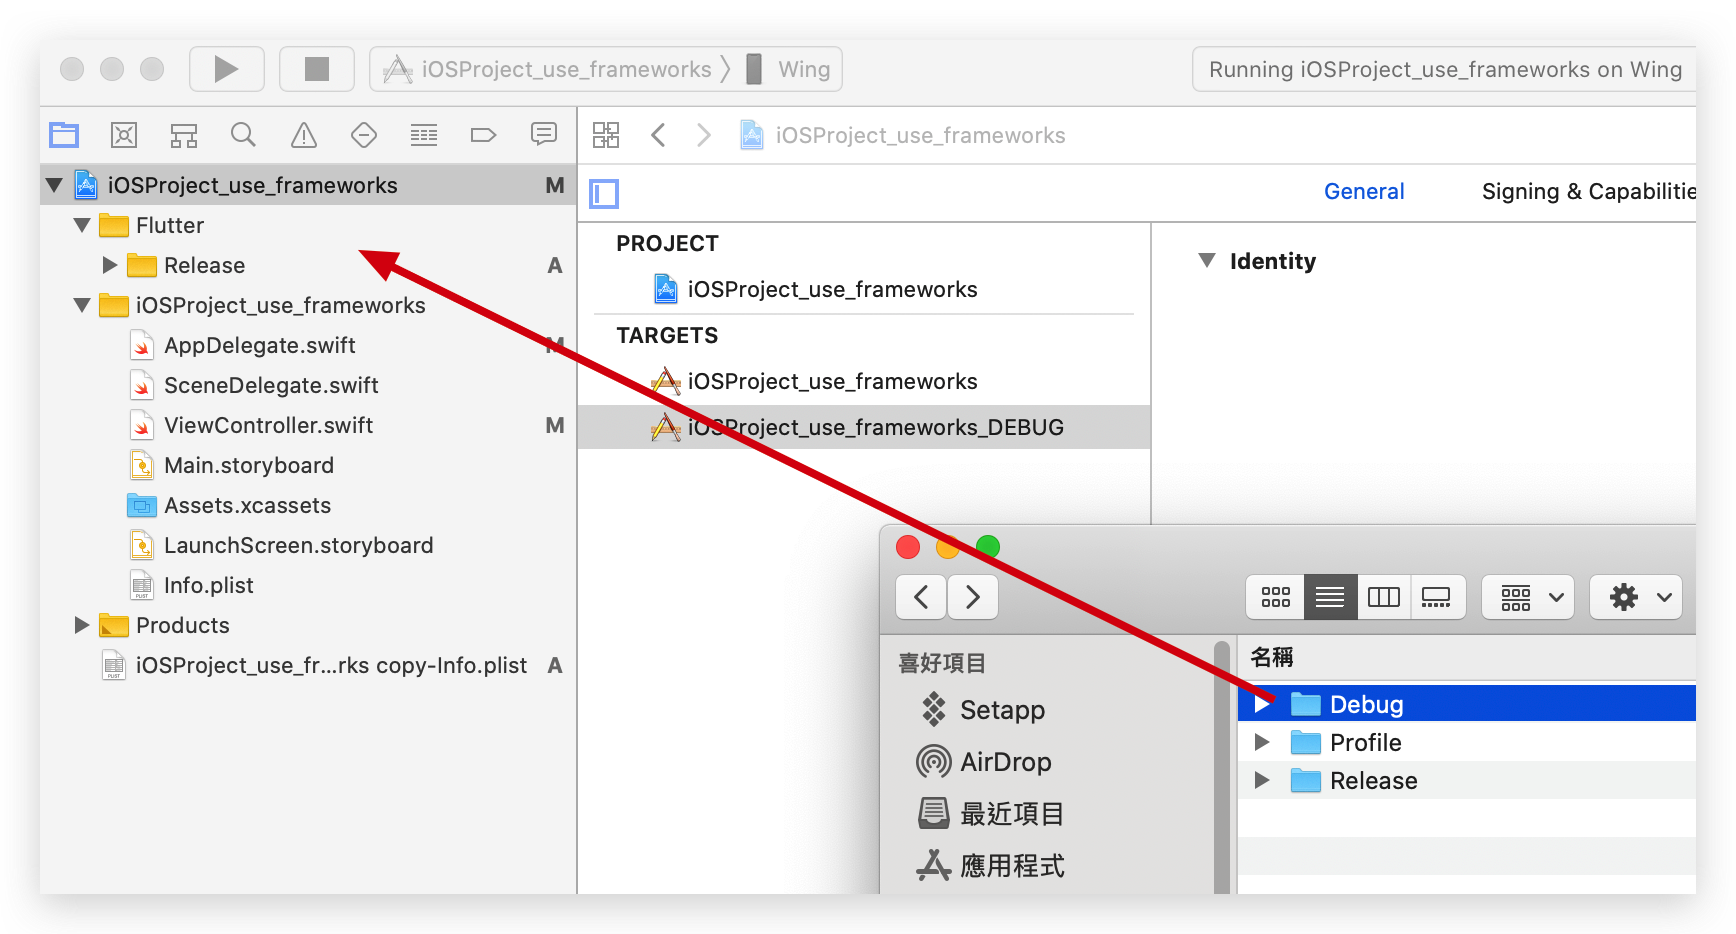 iOSProject_use_frameworks
Wing
Running iOSProject_use_frameworks on Wing
iOSProject_use_frameworks M
Flutter
Release A
iOSProject_use_frameworks
AppDelegate.swift M
SceneDelegate.swift
ViewController.swift M
Main.storyboard
Assets.xcassets
LaunchScreen.storyboard
Info.plist
Products
iOSProject_use_fr...rks copy-Info.plist A
iOSProject_use_frameworks
General Signing & Capabilitie
PROJECT
iOSProject_use_frameworks
TARGETS
iOSProject_use_frameworks
iOSProject_use_frameworks_DEBUG
Identity
喜好項目
Setapp
AirDrop
最近項目
應用程式
名稱
Debug
Profile
Release